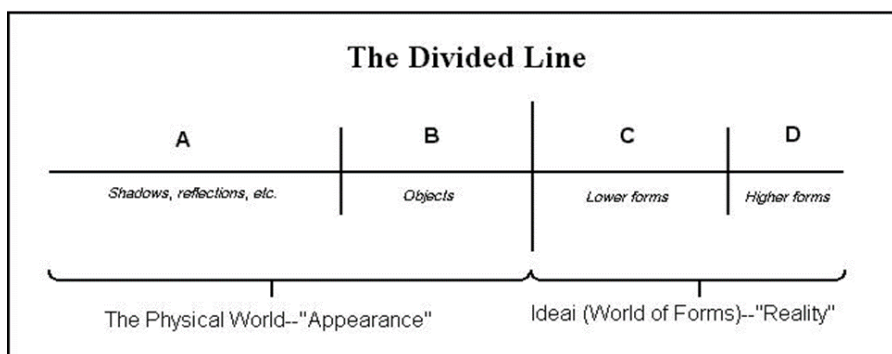 The Divided Line
A B C D
Shadows, reflections, etc. Objects Lower forms Higher forms
The Physical World--"Appearance" Ideai (World of Forms)--"Reality"